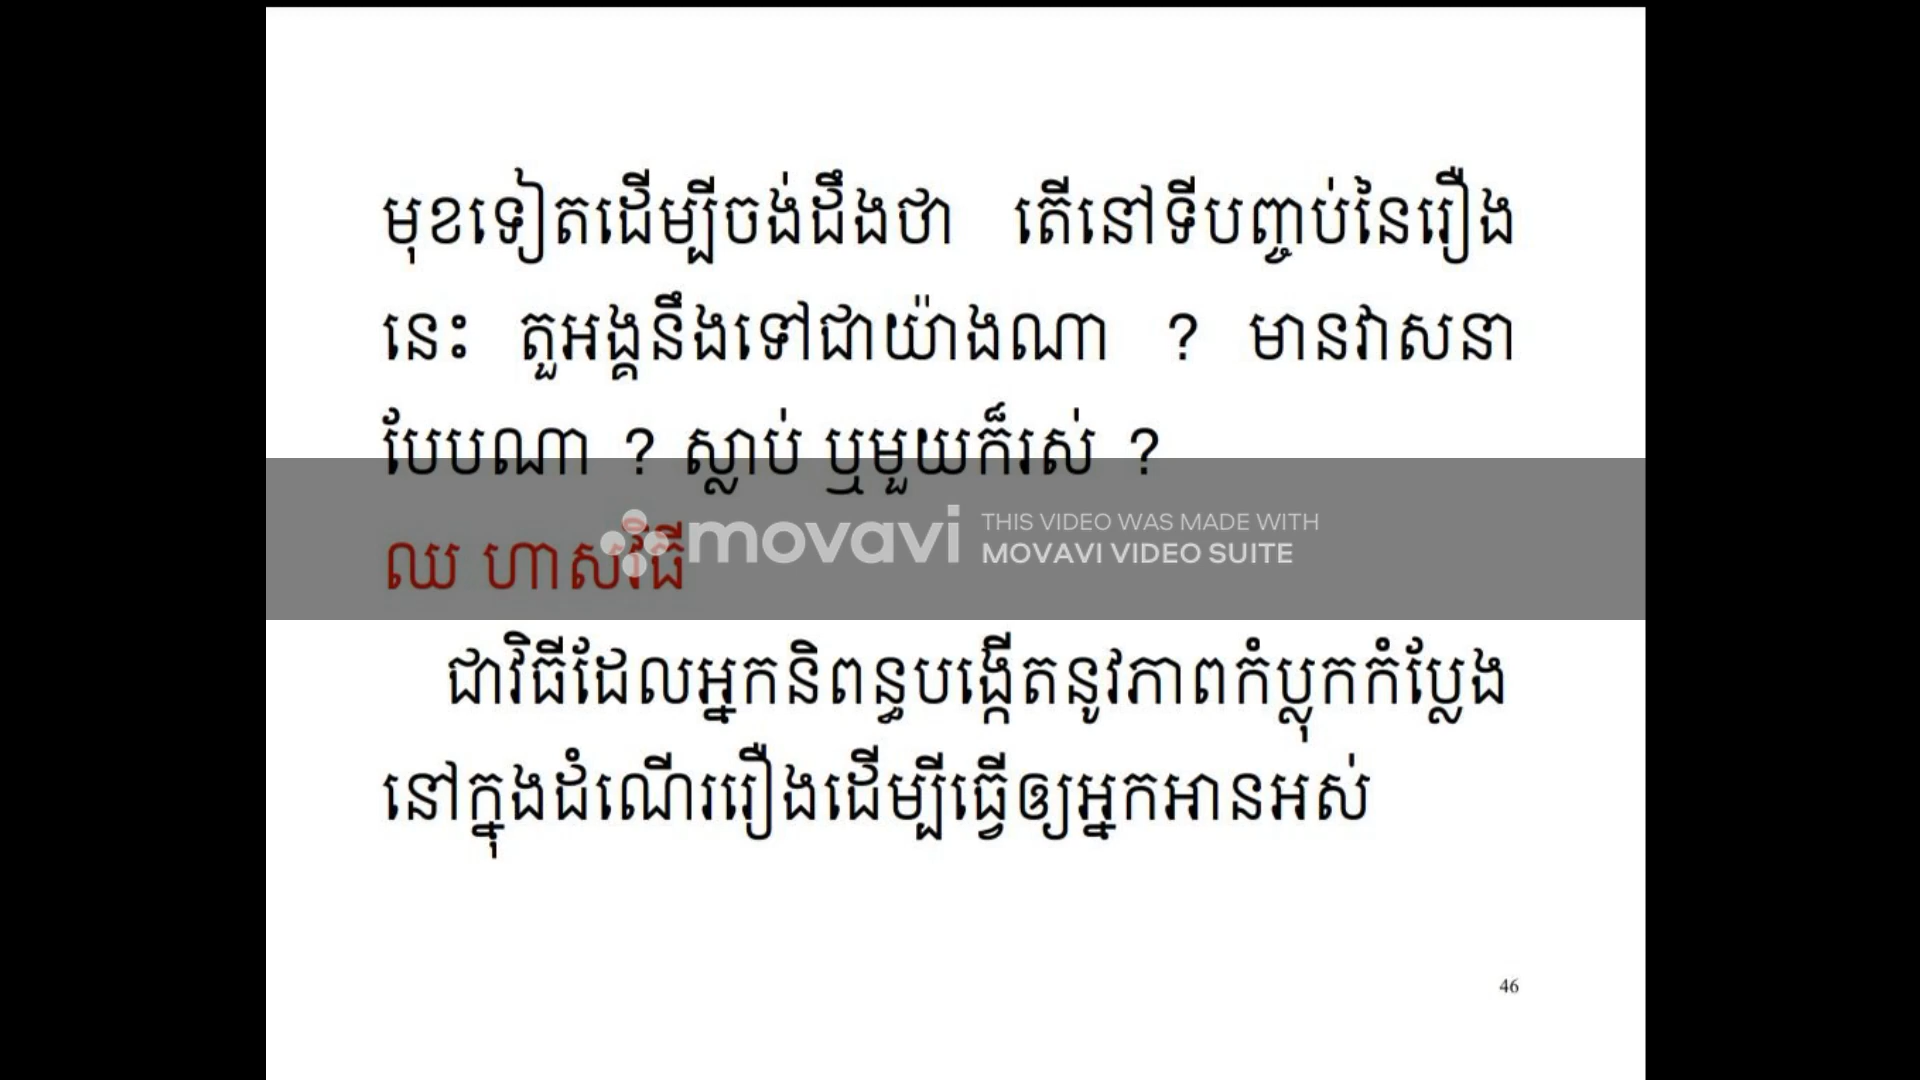 មុខទៀតដើម្បីចង់ដឹងថា តើនៅទីបញ្ចប់នៃរឿង
នេះ តួអង្គនឹងទៅជាយ៉ាងណា ? មានវាសនា
បែបណា ? ស្លាប់ ឬមួយក៏រស់ ?
ឈ ហាសវិធី
movavi THIS VIDEO WAS MADE WITH
MOVAVI VIDEO SUITE
ជាវិធីដែលអ្នកនិពន្ធបង្កើតនូវភាពកំប្លុកកំប្លែង
នៅក្នុងដំណើររឿងដើម្បីធ្វើឲ្យអ្នកអានអស់
46